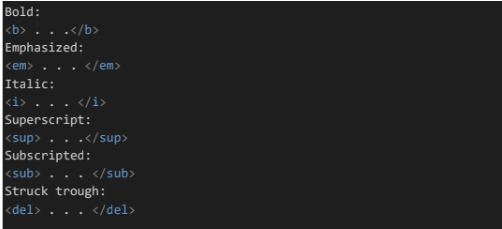 Bold:
<b> . . .</b>
Emphasized:
<em> . . . </em>
Italic:
<i> . . . </i>
Superscript:
<sup> . . .</sup>
Subscripted:
<sub> . . . </sub>
Struck trough:
<del> . . . </del>